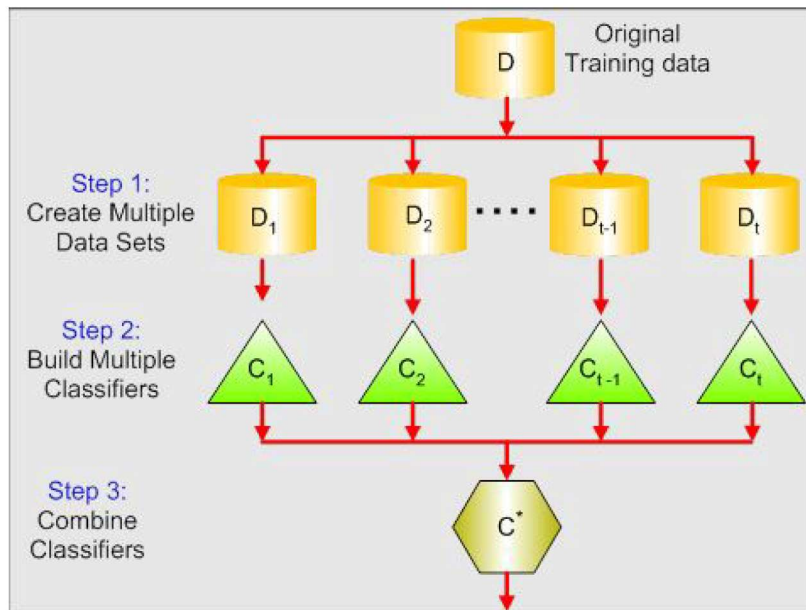 D
Original
Training data
Step 1:
Create Multiple
Data Sets
D1
D2
....
Dt-1
Dt
Step 2:
Build Multiple
Classifiers
C1
C2
Ct-1
Ct
Step 3:
Combine
Classifiers
C*